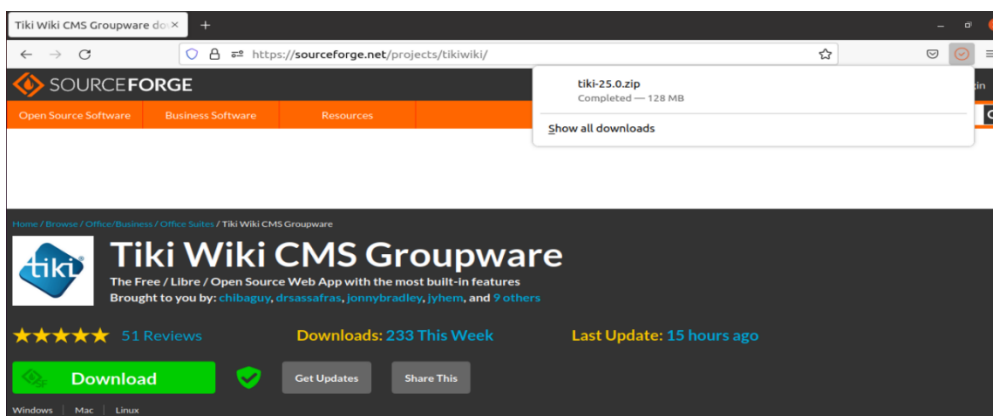 Tiki Wiki CMS Groupware do
https://sourceforge.net/projects/tikiwiki/
SOURCEFORGE
tiki-25.0.zip
Completed — 128 MB
Show all downloads
Open Source Software Business Software Resources
Home / Browse / Office/Business / Office Suites / Tiki Wiki CMS Groupware
tiki
Tiki Wiki CMS Groupware
The Free / Libre / Open Source Web App with the most built-in features
Brought to you by: chibaguy, drsassafras, jonnybradley, jyhem, and 9 others
51 Reviews Downloads: 233 This Week Last Update: 15 hours ago
Download Get Updates Share This
Windows Mac Linux